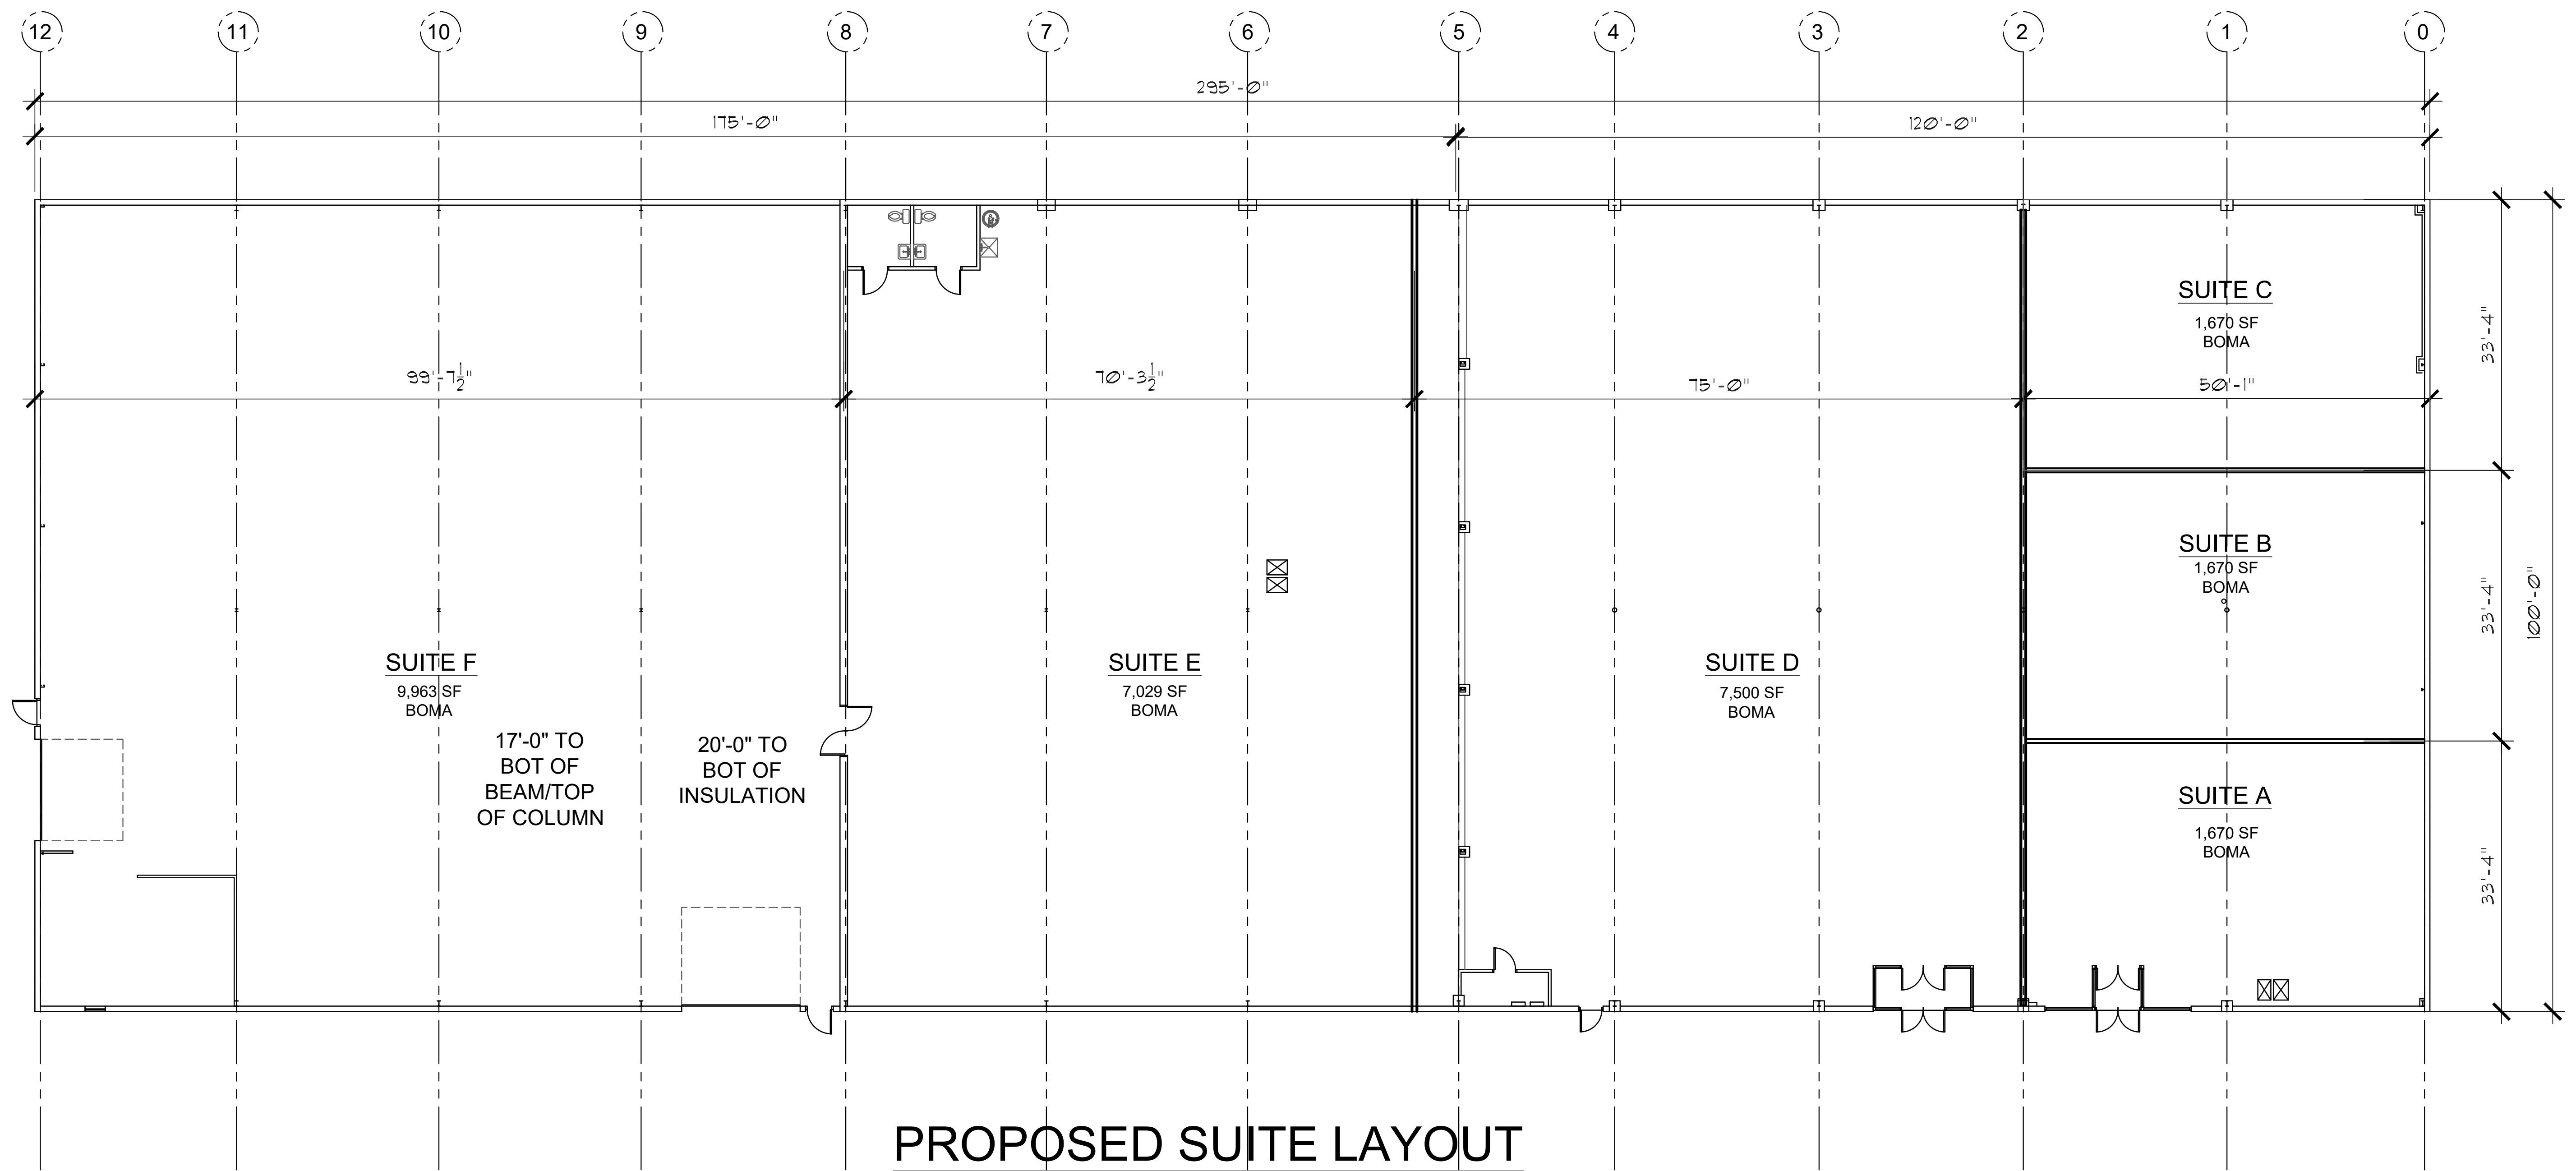 12 11 10 9 8 7 6 5 4 3 2 1 0
295'-0"
175'-0" 120'-0"
SUITE C
1,670 SF
BOMA
33'-4"
99'-7 1/2" 70'-3 1/2" 75'-0" 50'-1"
SUITE B
1,670 SF
BOMA
33'-4"
100'-0"
SUITE F
9,963 SF
BOMA
SUITE E
7,029 SF
BOMA
SUITE D
7,500 SF
BOMA
17'-0" TO
BOT OF
BEAM/TOP
OF COLUMN
20'-0" TO
BOT OF
INSULATION
SUITE A
1,670 SF
BOMA
33'-4"
PROPOSED SUITE LAYOUT